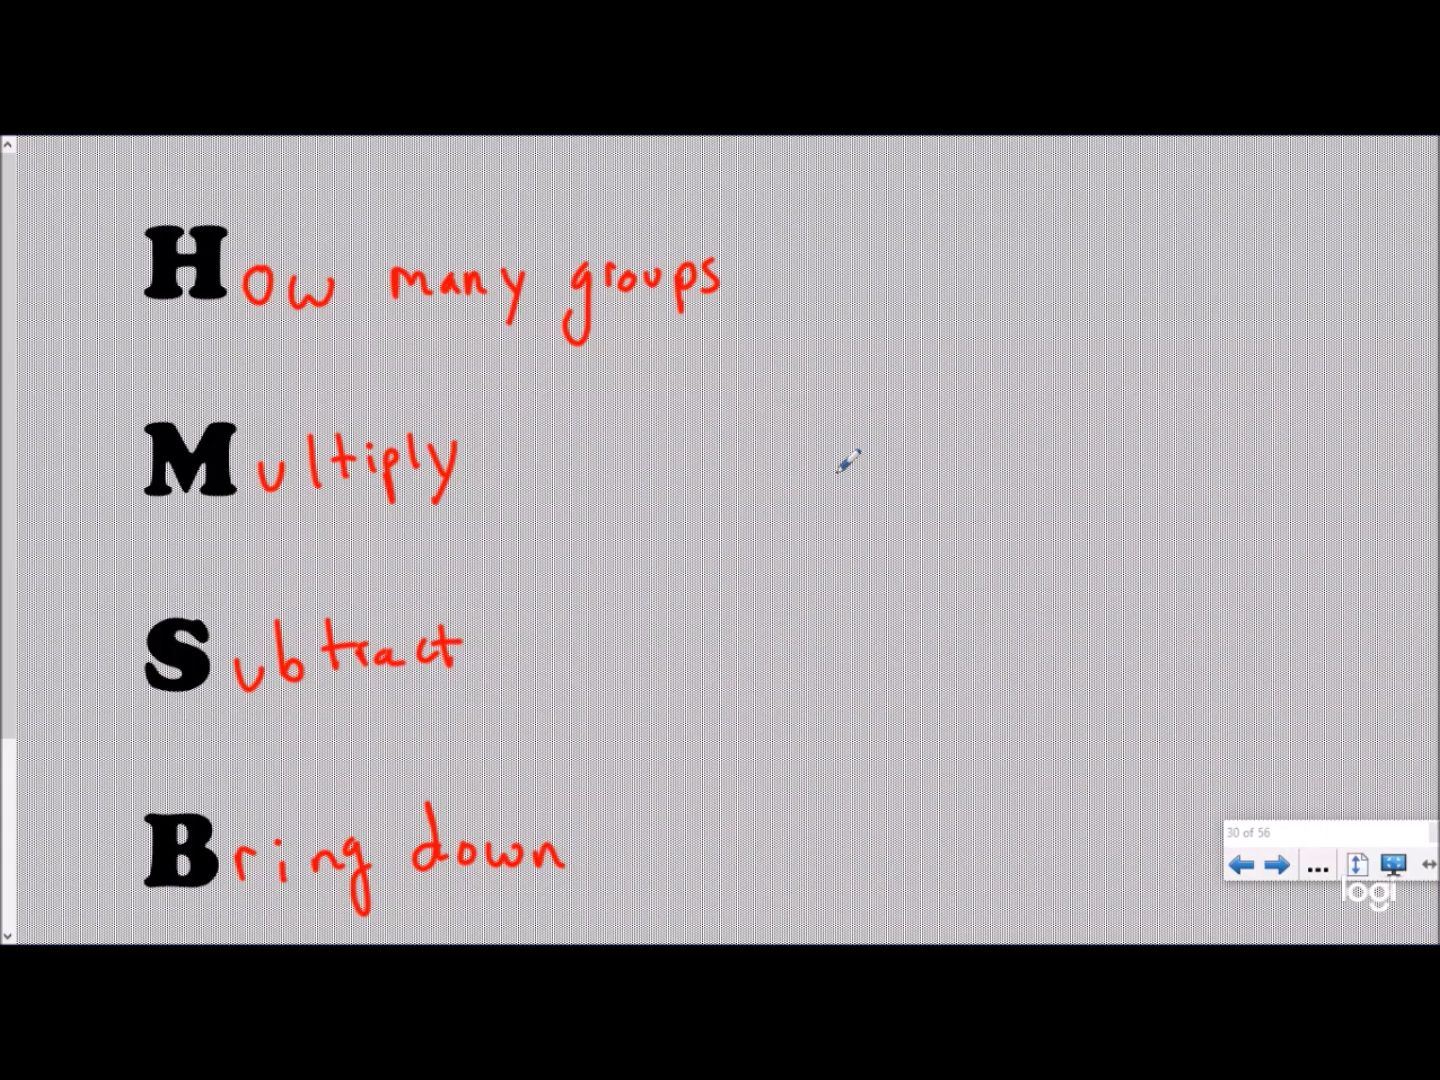 How many groups
Multiply
Subtract
Bring down
30 of 56
...
logi